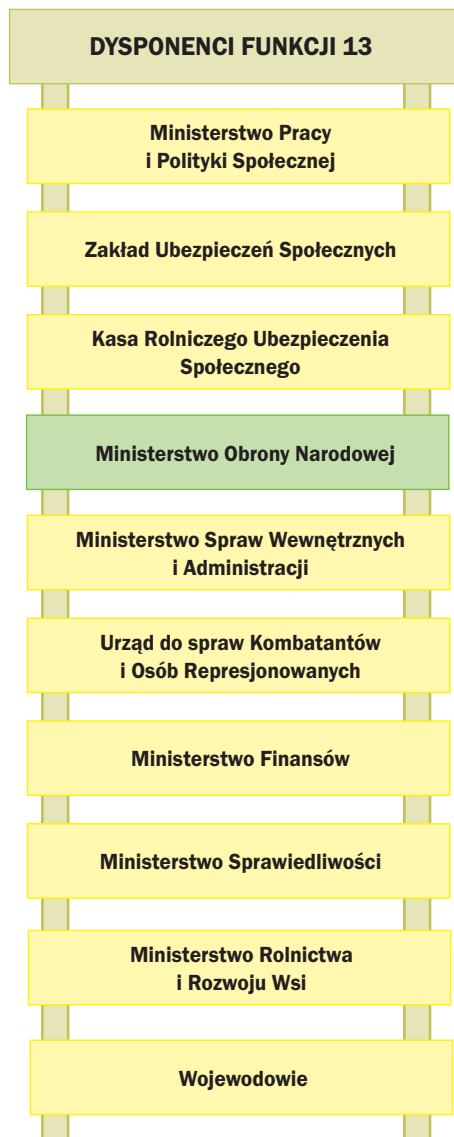 DYSPONENCI FUNKCJI 13
Ministerstwo Pracy
i Polityki Społecznej
Zakład Ubezpieczeń Społecznych
Kasa Rolniczego Ubezpieczenia
Społecznego
Ministerstwo Obrony Narodowej
Ministerstwo Spraw Wewnętrznych
i Administracji
Urząd do spraw Kombatantów
i Osób Represjonowanych
Ministerstwo Finansów
Ministerstwo Sprawiedliwości
Ministerstwo Rolnictwa
i Rozwoju Wsi
Wojewodowie